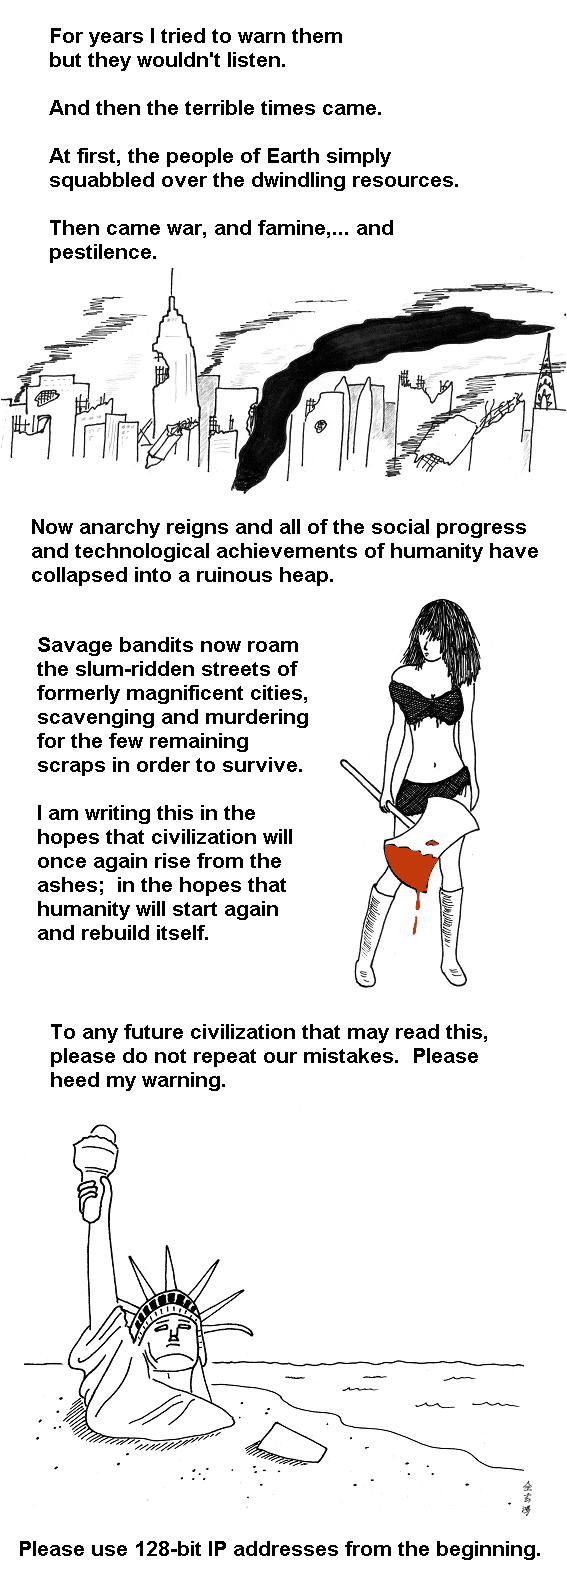 For years I tried to warn them
but they wouldn't listen.
And then the terrible times came.
At first, the people of Earth simply
squabbled over the dwindling resources.
Then came war, and famine,... and
pestilence.
Now anarchy reigns and all of the social progress
and technological achievements of humanity have
collapsed into a ruinous heap.
Savage bandits now roam
the slum-ridden streets of
formerly magnificent cities,
scavenging and murdering
for the few remaining
scraps in order to survive.
I am writing this in the
hopes that civilization will
once again rise from the
ashes;  in the hopes that
humanity will start again
and rebuild itself.
To any future civilization that may read this,
please do not repeat our mistakes.  Please
heed my warning.
Please use 128-bit IP addresses from the beginning.